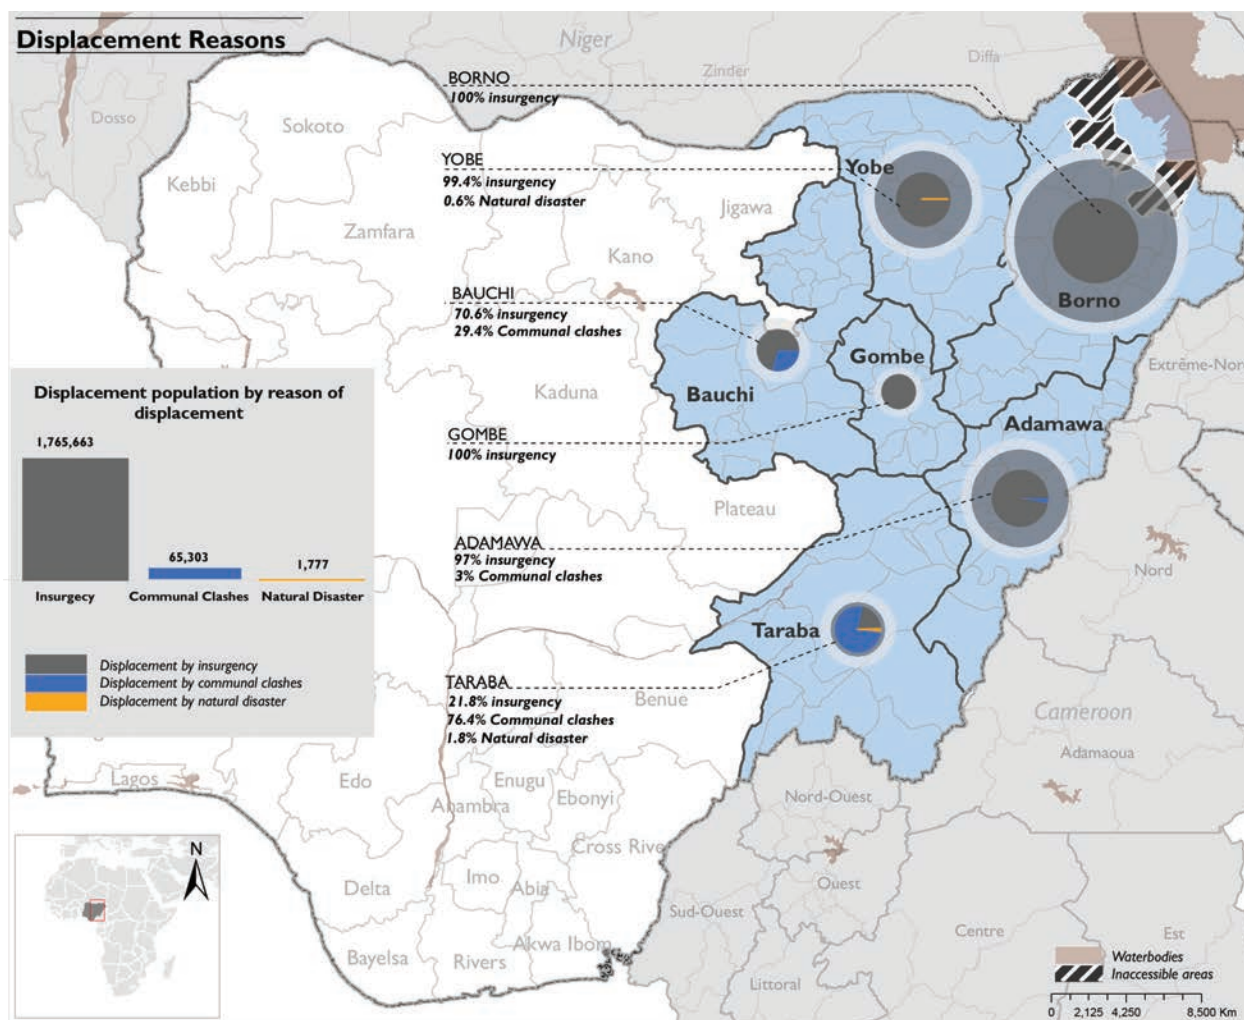 Displacement Reasons
Niger
Zinder
Diffa
Dosso
BORNO
100% insurgency
Sokoto
Kebbi
Zamfara
YOBE
99.4% insurgency
0.6% Natural disaster
Yobe
Jigawa
Kano
Borno
BAUCHI
70.6% insurgency
29.4% Communal clashes
Gombe
Bauchi
Extrême-Nord
Kaduna
Adamawa
GOMBE
100% insurgency
Displacement population by reason of
displacement
1,765,663
65,303
1,777
Insurgecy
Communal Clashes
Natural Disaster
Displacement by insurgency
Displacement by communal clashes
Displacement by natural disaster
Plateau
ADAMAWA
97% insurgency
3% Communal clashes
Nord
Taraba
TARABA
21.8% insurgency
76.4% Communal clashes
1.8% Natural disaster
Benue
Cameroon
Adamaoua
Lagos
Edo
Enugu
Anambra
Ebonyi
Nord-Ouest
Cross River
N
Imo
Abia
Delta
Ouest
Sud-Ouest
Akwa Ibom
Bayelsa
Rivers
Centre
Est
Littoral
Waterbodies
Inaccessible areas
0 2,125 4,250 8,500 Km